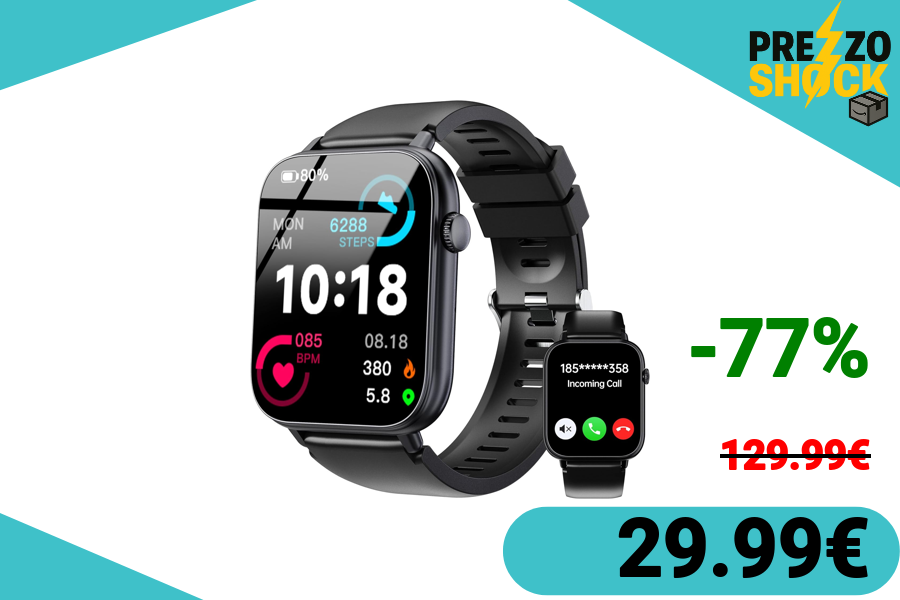 PREZZO
SHOCK
80%
MON
AM
6288
STEPS
10:18
085
BPM
08.18
380
5.8
185*****358
Incoming Call
-77%
129.99€
29.99€